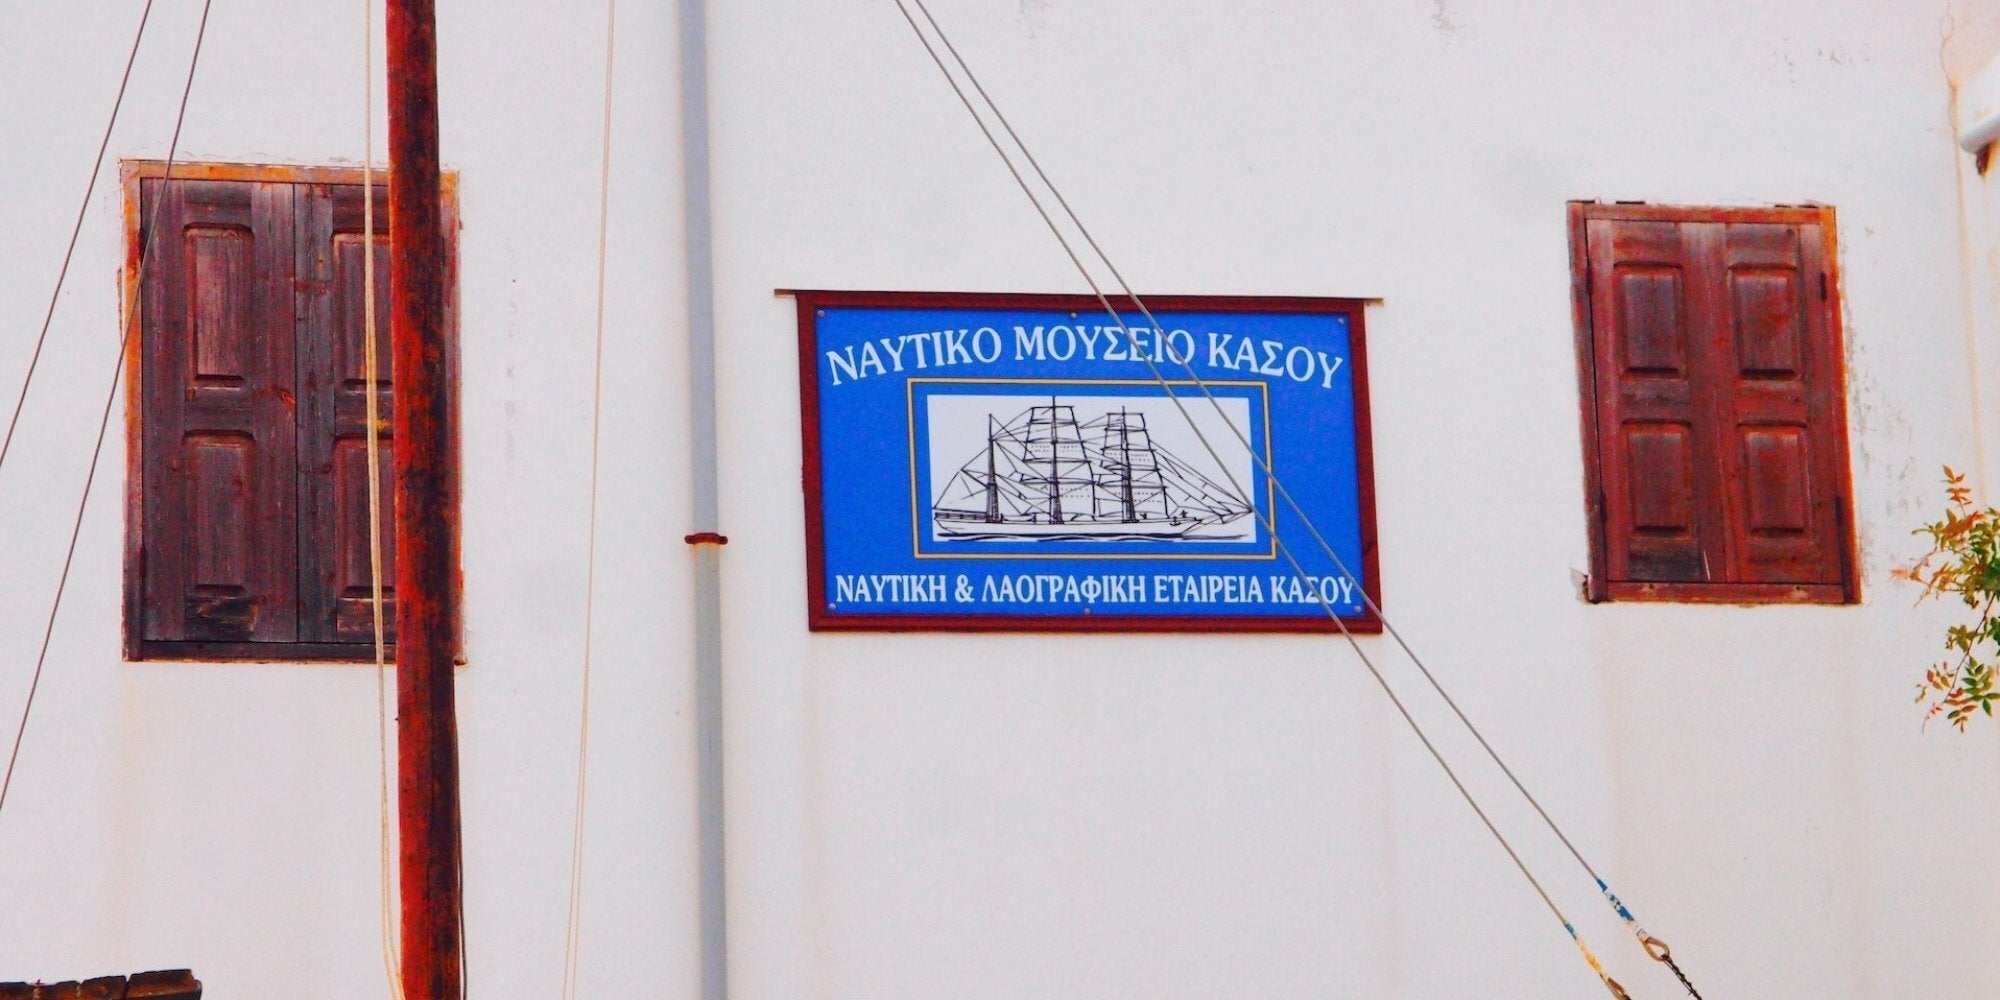 ΝΑΥΤΙΚΟ ΜΟΥΣΕΙΟ ΚΑΣΟΥ
ΝΑΥΤΙΚΗ & ΛΑΟΓΡΑΦΙΚΗ ΕΤΑΙΡΕΙΑ ΚΑΣΟΥ